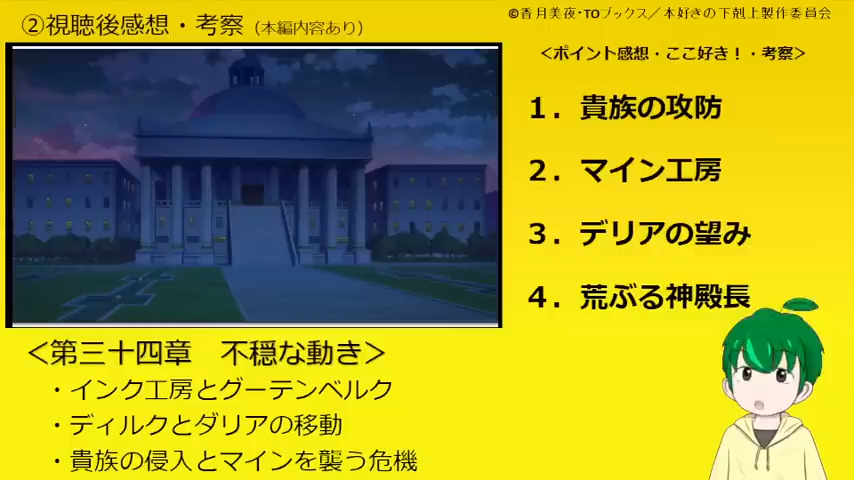 ②視聴後感想・考察（本編内容あり）
©香月美夜・TOブックス／本好きの下剋上製作委員会
＜ポイント感想・ここ好き！・考察＞
１．貴族の攻防
２．マイン工房
３．デリアの望み
４．荒ぶる神殿長
＜第三十四章　不穏な動き＞
・インク工房とグーテンベルク
・ディルクとダリアの移動
・貴族の侵入とマインを襲う危機